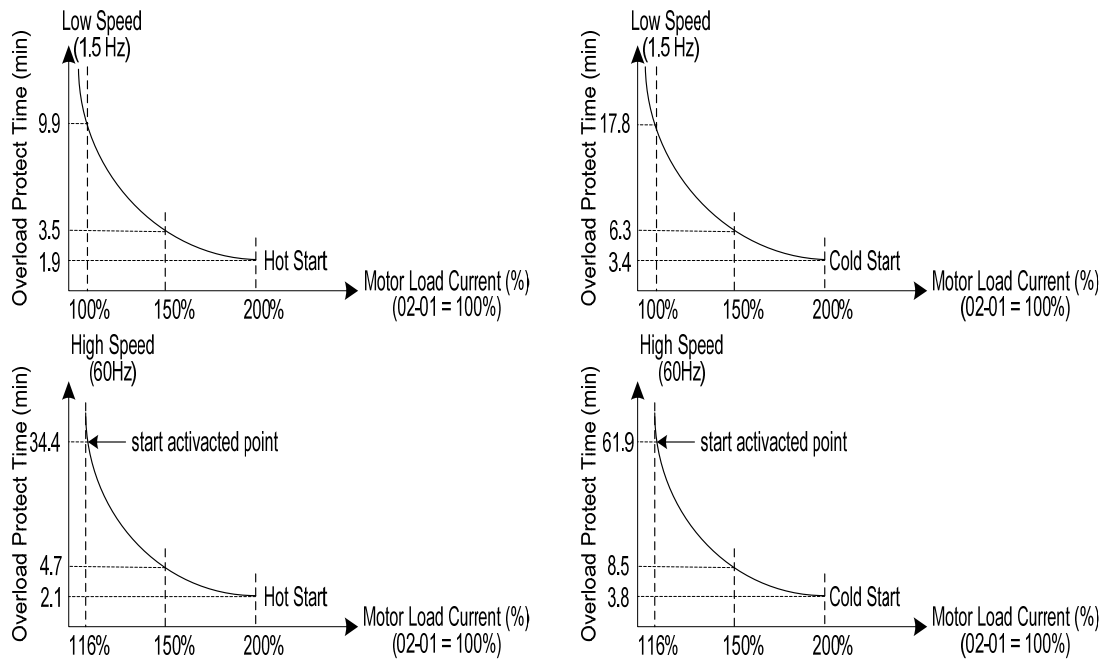 Low Speed
(1.5 Hz)
Overload Protect Time (min)
9.9
3.5
1.9
Hot Start
100%
150%
200%
Motor Load Current (%)
(02-01 = 100%)
Low Speed
(1.5 Hz)
Overload Protect Time (min)
17.8
6.3
3.4
Cold Start
100%
150%
200%
Motor Load Current (%)
(02-01 = 100%)
High Speed
(60Hz)
Overload Protect Time (min)
34.4
start activacted point
4.7
2.1
Hot Start
116%
150%
200%
Motor Load Current (%)
(02-01 = 100%)
High Speed
(60Hz)
Overload Protect Time (min)
61.9
start activacted point
8.5
3.8
Cold Start
116%
150%
200%
Motor Load Current (%)
(02-01 = 100%)